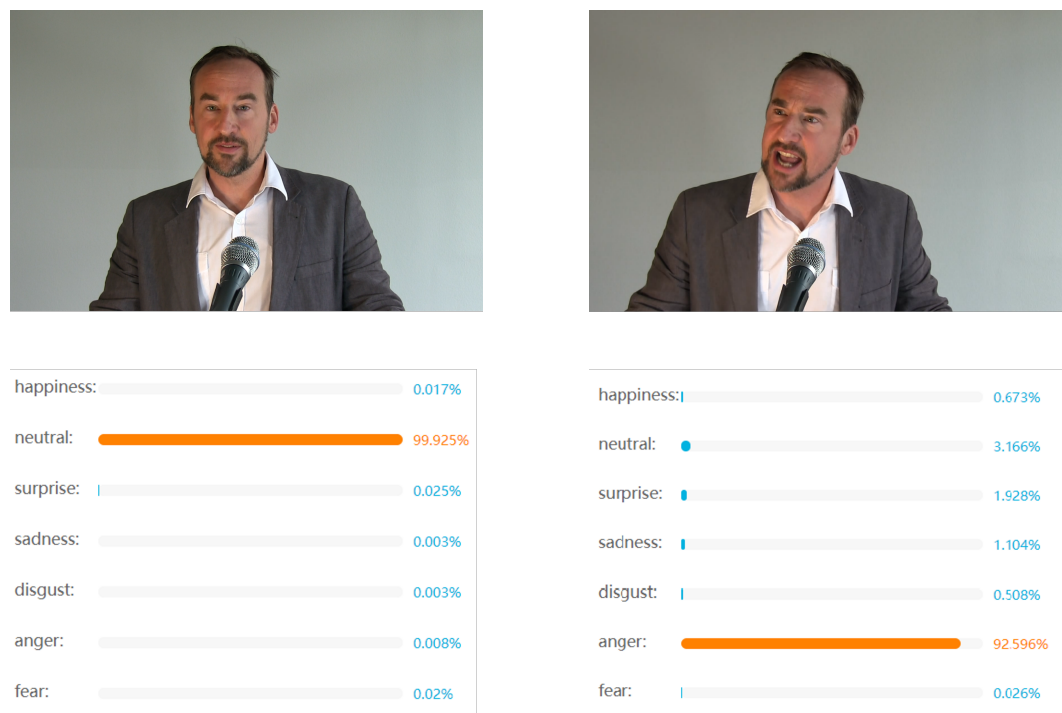 happiness: 0.017%
neutral: 99.925%
surprise: 0.025%
sadness: 0.003%
disgust: 0.003%
anger: 0.008%
fear: 0.02%
happiness: 0.673%
neutral: 3.166%
surprise: 1.928%
sadness: 1.104%
disgust: 0.508%
anger: 92.596%
fear: 0.026%